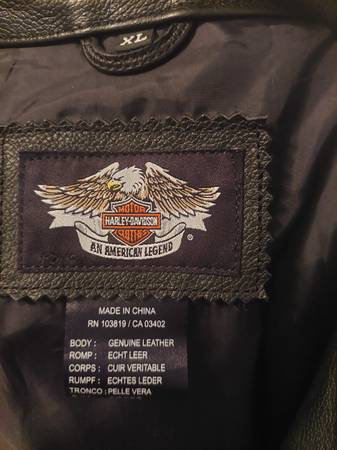 XL
MOTOR
HARLEY-DAVIDSON
CLOTHES
AN AMERICAN LEGEND
®
MADE IN CHINA
RN 103819 / CA 03402
BODY : GENUINE LEATHER
ROMP : ECHT LEER
CORPS : CUIR VERITABLE
RUMPF : ECHTES LEDER
TRONCO : PELLE VERA